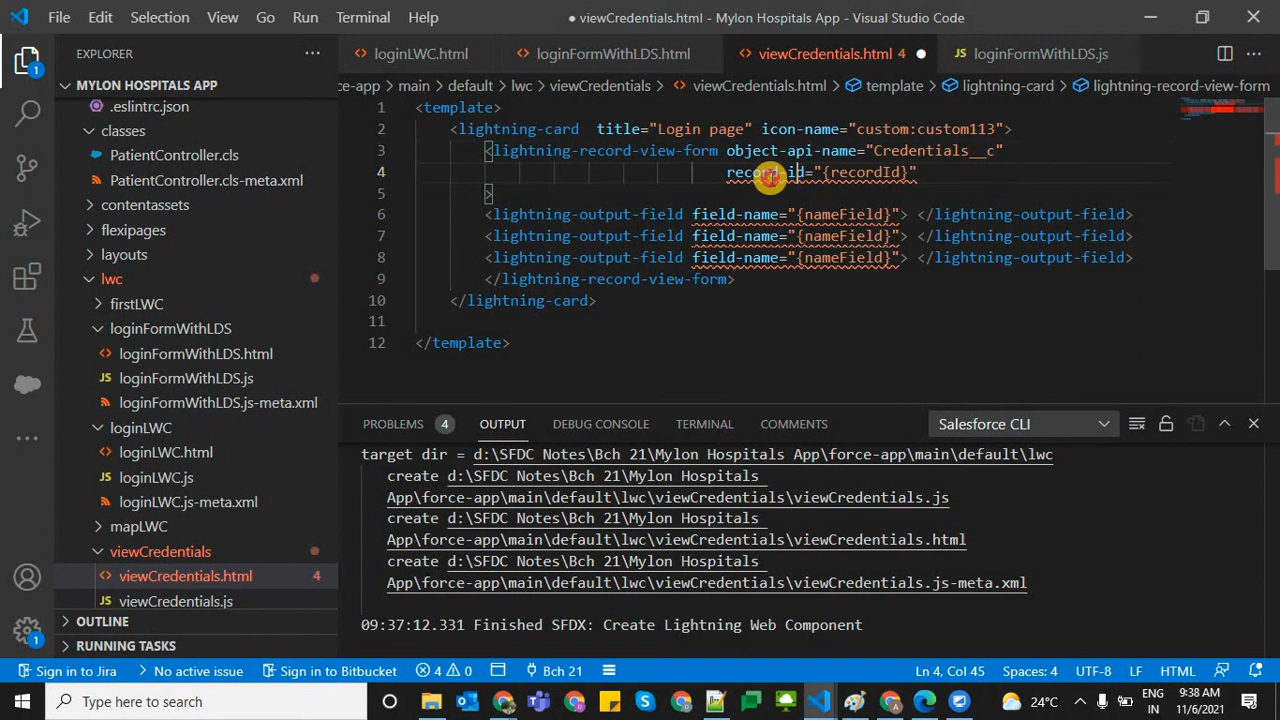 File Edit Selection View Go Run Terminal Help
● viewCredentials.html - Mylon Hospitals App - Visual Studio Code
EXPLORER
MYLON HOSPITALS APP
.eslintrc.json
classes
PatientController.cls
PatientController.cls-meta.xml
contentassets
flexipages
layouts
lwc
firstLWC
loginFormWithLDS
loginFormWithLDS.html
JS loginFormWithLDS.js
loginFormWithLDS.js-meta.xml
loginLWC
loginLWC.html
JS loginLWC.js
loginLWC.js-meta.xml
mapLWC
viewCredentials
viewCredentials.html 4
JS viewCredentials.js
OUTLINE
RUNNING TASKS
1
1
loginLWC.html
loginFormWithLDS.html
viewCredentials.html 4 ●
JS loginFormWithLDS.js
ce-app > main > default > lwc > viewCredentials > viewCredentials.html > template > lightning-card > lightning-record-view-form
1 <template>
2 <lightning-card title="Login page" icon-name="custom:custom113">
3 <lightning-record-view-form object-api-name="Credentials__c"
4 record-id="{recordId}"
5 >
6 <lightning-output-field field-name="{nameField}"> </lightning-output-field>
7 <lightning-output-field field-name="{nameField}"> </lightning-output-field>
8 <lightning-output-field field-name="{nameField}"> </lightning-output-field>
9 </lightning-record-view-form>
10 </lightning-card>
11
12 </template>
PROBLEMS 4 OUTPUT DEBUG CONSOLE TERMINAL COMMENTS Salesforce CLI
target dir = d:\SFDC Notes\Bch 21\Mylon Hospitals App\force-app\main\default\lwc
create d:\SFDC Notes\Bch 21\Mylon Hospitals
App\force-app\main\default\lwc\viewCredentials\viewCredentials.js
create d:\SFDC Notes\Bch 21\Mylon Hospitals
App\force-app\main\default\lwc\viewCredentials\viewCredentials.html
create d:\SFDC Notes\Bch 21\Mylon Hospitals
App\force-app\main\default\lwc\viewCredentials\viewCredentials.js-meta.xml
09:37:12.331 Finished SFDX: Create Lightning Web Component
Sign in to Jira > No active issue Sign in to Bitbucket 4 0 Bch 21 Ln 4, Col 45 Spaces: 4 UTF-8 LF HTML
Type here to search
24°C
ENG
IN
9:38 AM
11/6/2021